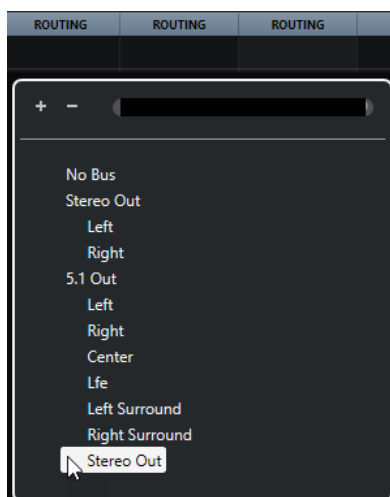 ROUTING ROUTING ROUTING
+ −
No Bus
Stereo Out
Left
Right
5.1 Out
Left
Right
Center
Lfe
Left Surround
Right Surround
Stereo Out